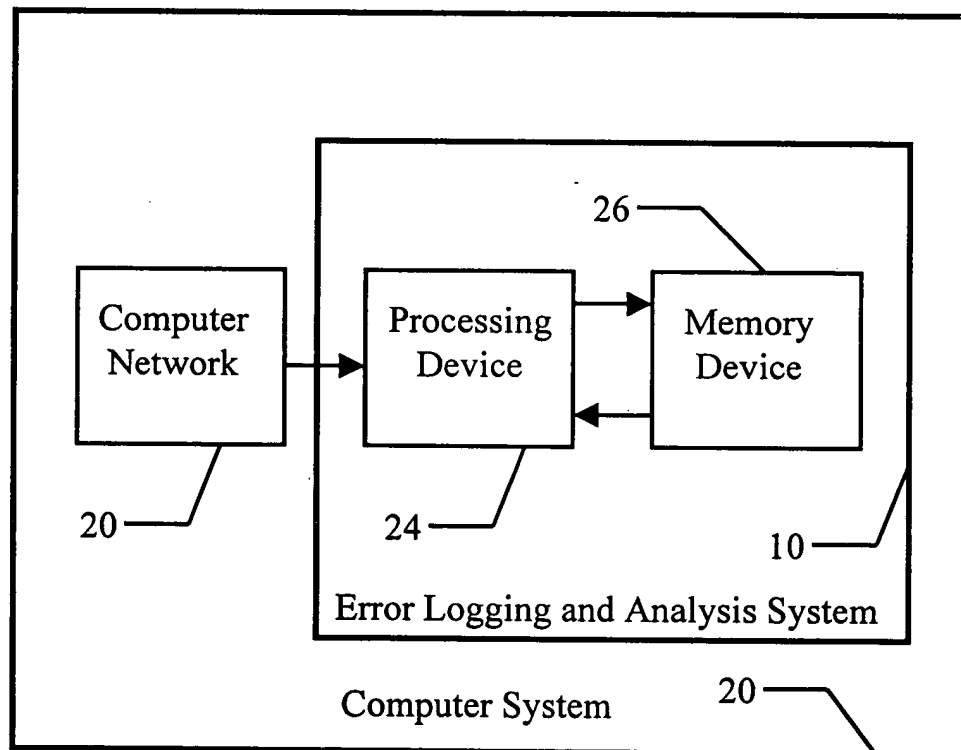 26
Computer
Network
Processing
Device
Memory
Device
20
24
10
Error Logging and Analysis System
Computer System
20